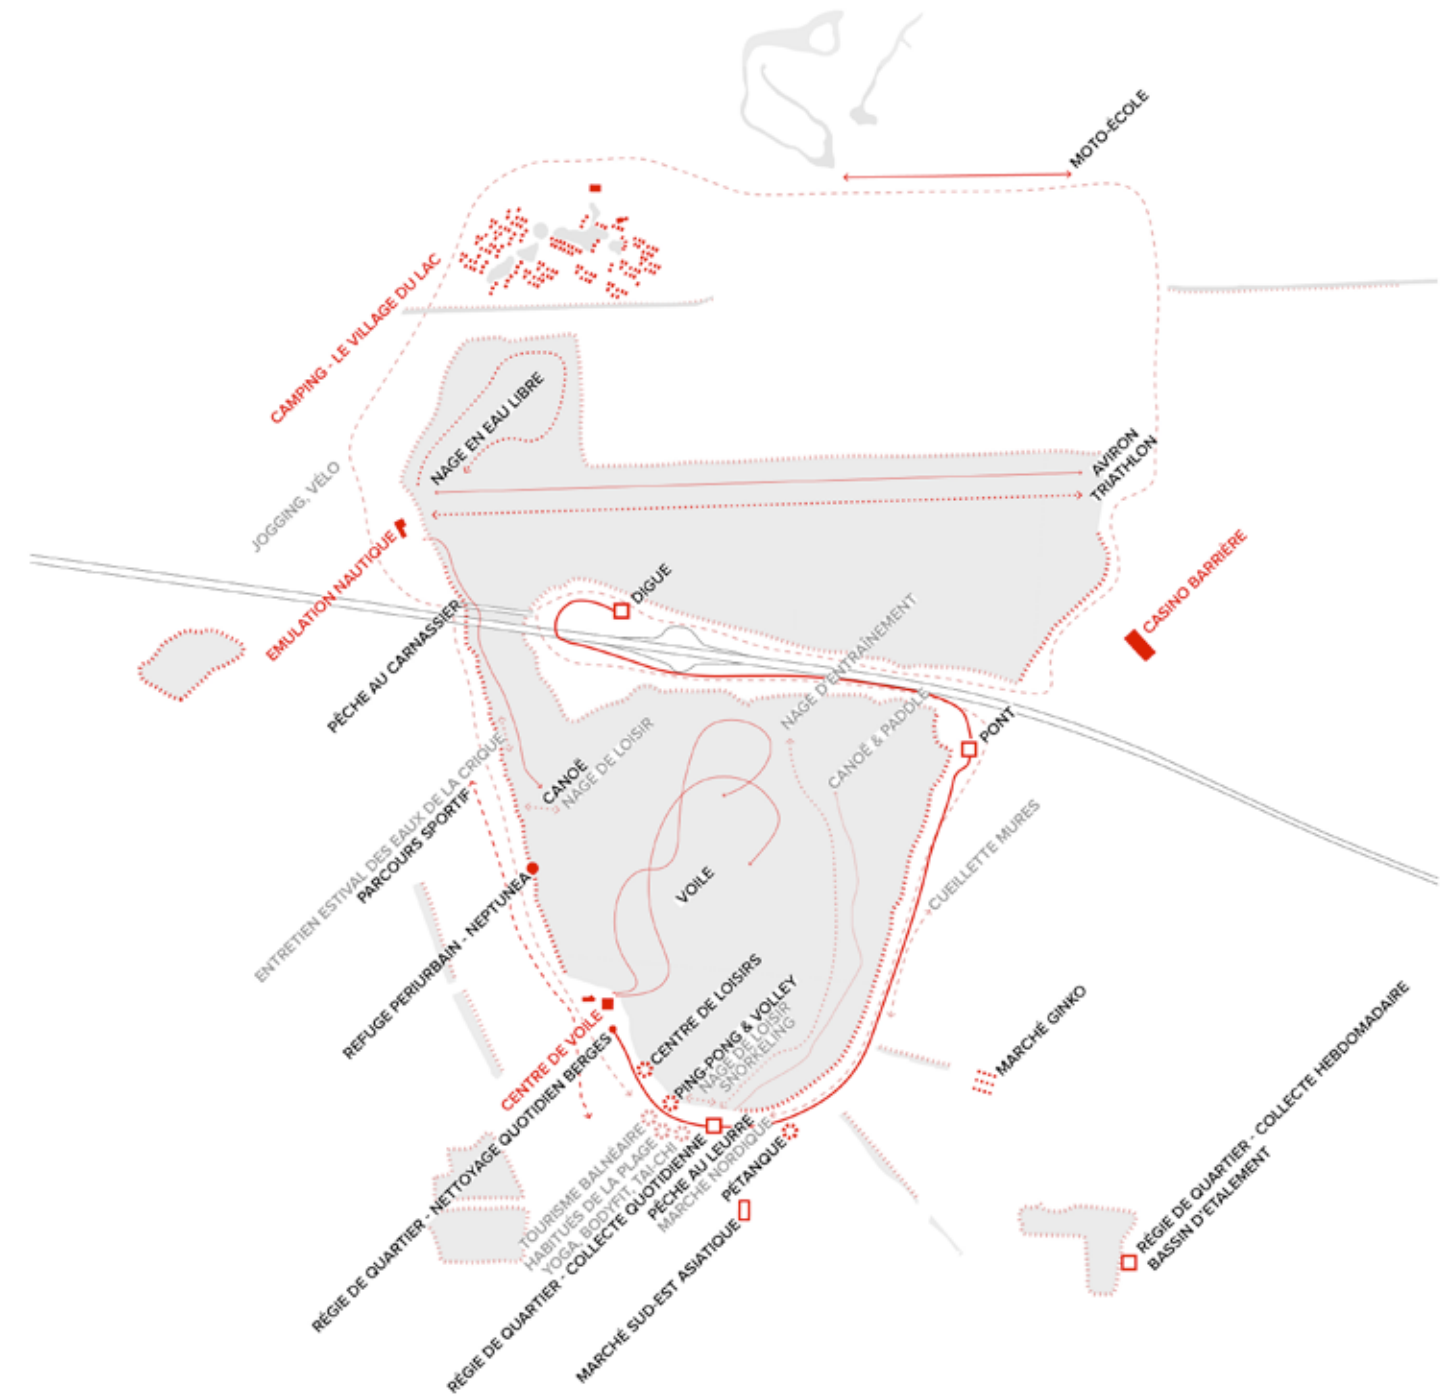 MOTO-ÉCOLE
CAMPING - LE VILLAGE DU LAC
NAGE EN EAU LIBRE
AVIRON
TRIATHLON
JOGGING, VÉLO
EMULATION NAUTIQUE
CASINO BARRIÈRE
DIGUE
PÊCHE AU CARNASSIER
NAGE D'ENTRAÎNEMENT
CANOË & PADDLE
PONT
ENTRETIEN ESTIVAL DES EAUX DE LA CRIQUE
PARCOURS SPORTIF
CANOË
NAGE DE LOISIR
CUEILLETTE MURES
VOILE
REFUGE PERIURBAIN - NEPTUNEA
CENTRE DE VOILE
CENTRE DE LOISIRS
PING-PONG & VOLLEY
NAGE DE LOISIR
SNORKELING
MARCHÉ GINKO
RÉGIE DE QUARTIER - NETTOYAGE QUOTIDIEN BERGES
TOURISME BALNÉAIRE
HABITUÉS DE LA PLAGE
YOGA, BODYFIT, TAI-CHI
RÉGIE DE QUARTIER - COLLECTE QUOTIDIENNE
PÊCHE AU LEURRE
MARCHE NORDIQUE
PÉTANQUE
MARCHÉ SUD-EST ASIATIQUE
RÉGIE DE QUARTIER - COLLECTE HEBDOMADAIRE
BASSIN D'ETALEMENT